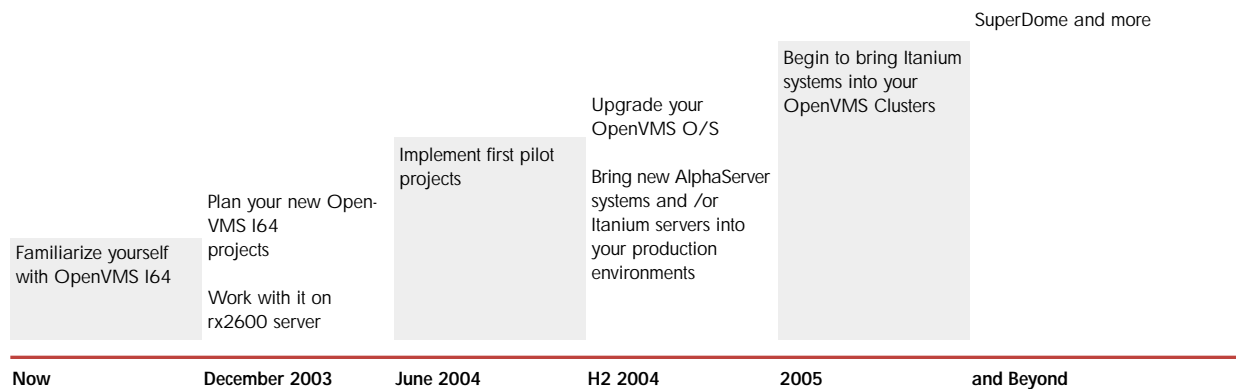 Familiarize yourself
with OpenVMS I64
Plan your new Open-
VMS I64
projects
Work with it on
rx2600 server
Implement first pilot
projects
Upgrade your
OpenVMS O/S
Bring new AlphaServer
systems and /or
Itanium servers into
your production
environments
Begin to bring Itanium
systems into your
OpenVMS Clusters
SuperDome and more
Now
December 2003
June 2004
H2 2004
2005
and Beyond